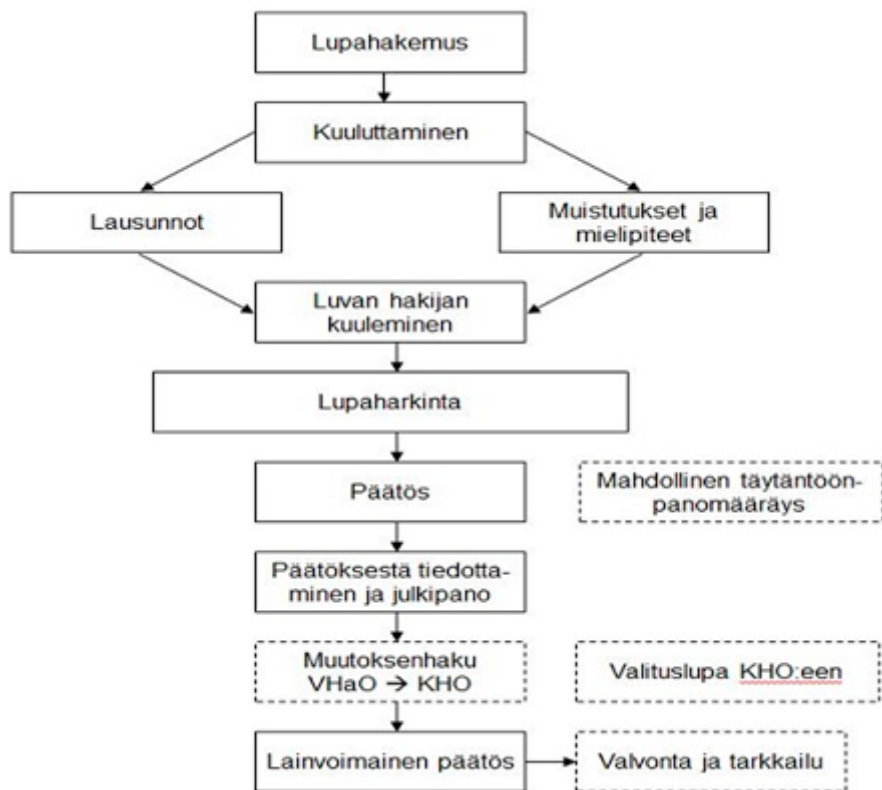 Lupahakemus
Kuuluttaminen
Lausunnot
Muistutukset ja
mielipiteet
Luvan hakijan
kuuleminen
Lupaharkinta
Päätös
Mahdollinen täytäntöön-
panomääräys
Päätöksestä tiedotta-
minen ja julkipano
Muutoksenhaku
VHaO → KHO
Valituslupa KHO:een
Lainvoimainen päätös
Valvonta ja tarkkailu